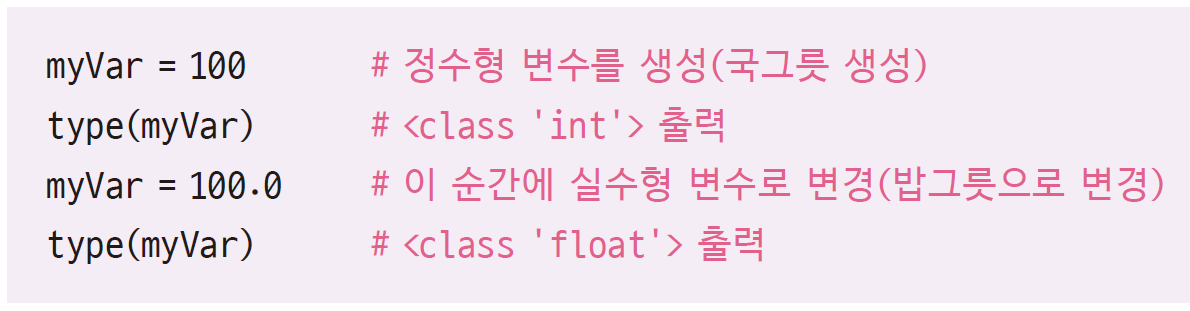 myVar = 100 # 정수형 변수를 생성(국그릇 생성)
type(myVar) # <class 'int'> 출력
myVar = 100.0 # 이 순간에 실수형 변수로 변경(밥그릇으로 변경)
type(myVar) # <class 'float'> 출력